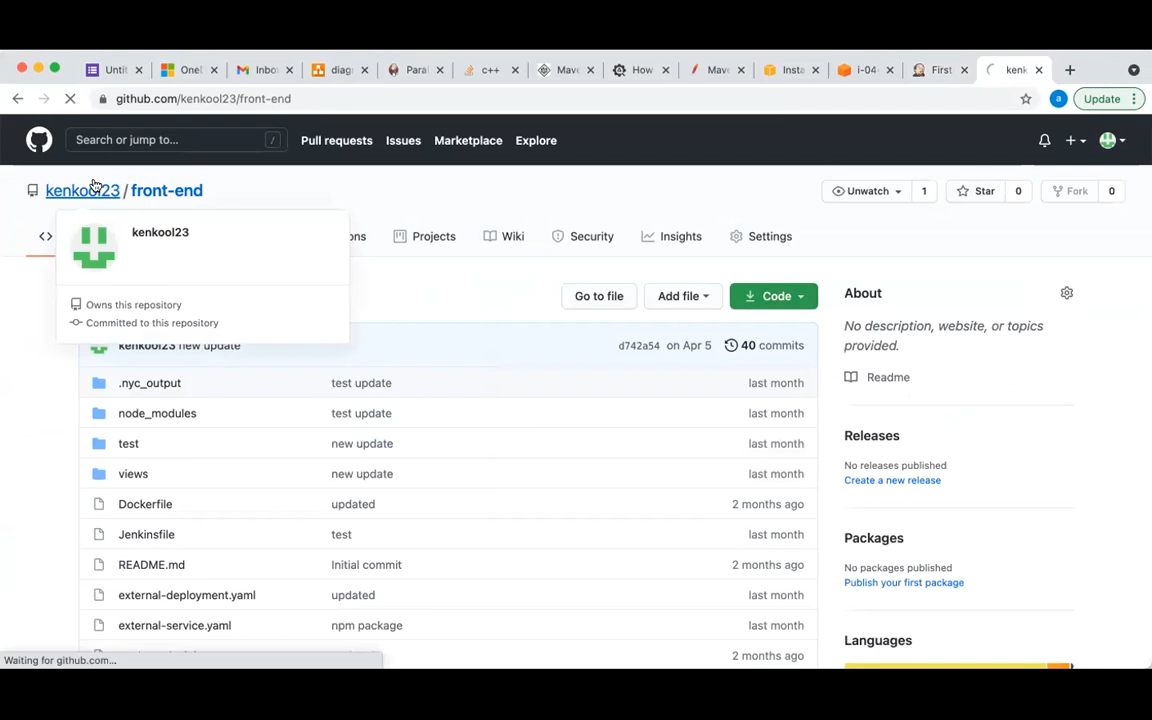 Untit
OneD
Inbo
diagr
Paral
c++
Mave
How
Mave
Insta
i-04
First
kenk
github.com/kenkool23/front-end
a
Update
Search or jump to...
/
Pull requests
Issues
Marketplace
Explore
kenkool23 / front-end
Unwatch 1
Star 0
Fork 0
kenkool23
Owns this repository
Committed to this repository
<>
ons
Projects
Wiki
Security
Insights
Settings
Go to file
Add file
Code
kenkool23 new update d742a54 on Apr 5 40 commits
.nyc_output test update last month
node_modules test update last month
test new update last month
views new update last month
Dockerfile updated 2 months ago
Jenkinsfile test last month
README.md Initial commit 2 months ago
external-deployment.yaml updated last month
external-service.yaml npm package last month
2 months ago
About
No description, website, or topics
provided.
Readme
Releases
No releases published
Create a new release
Packages
No packages published
Publish your first package
Languages
Waiting for github.com...